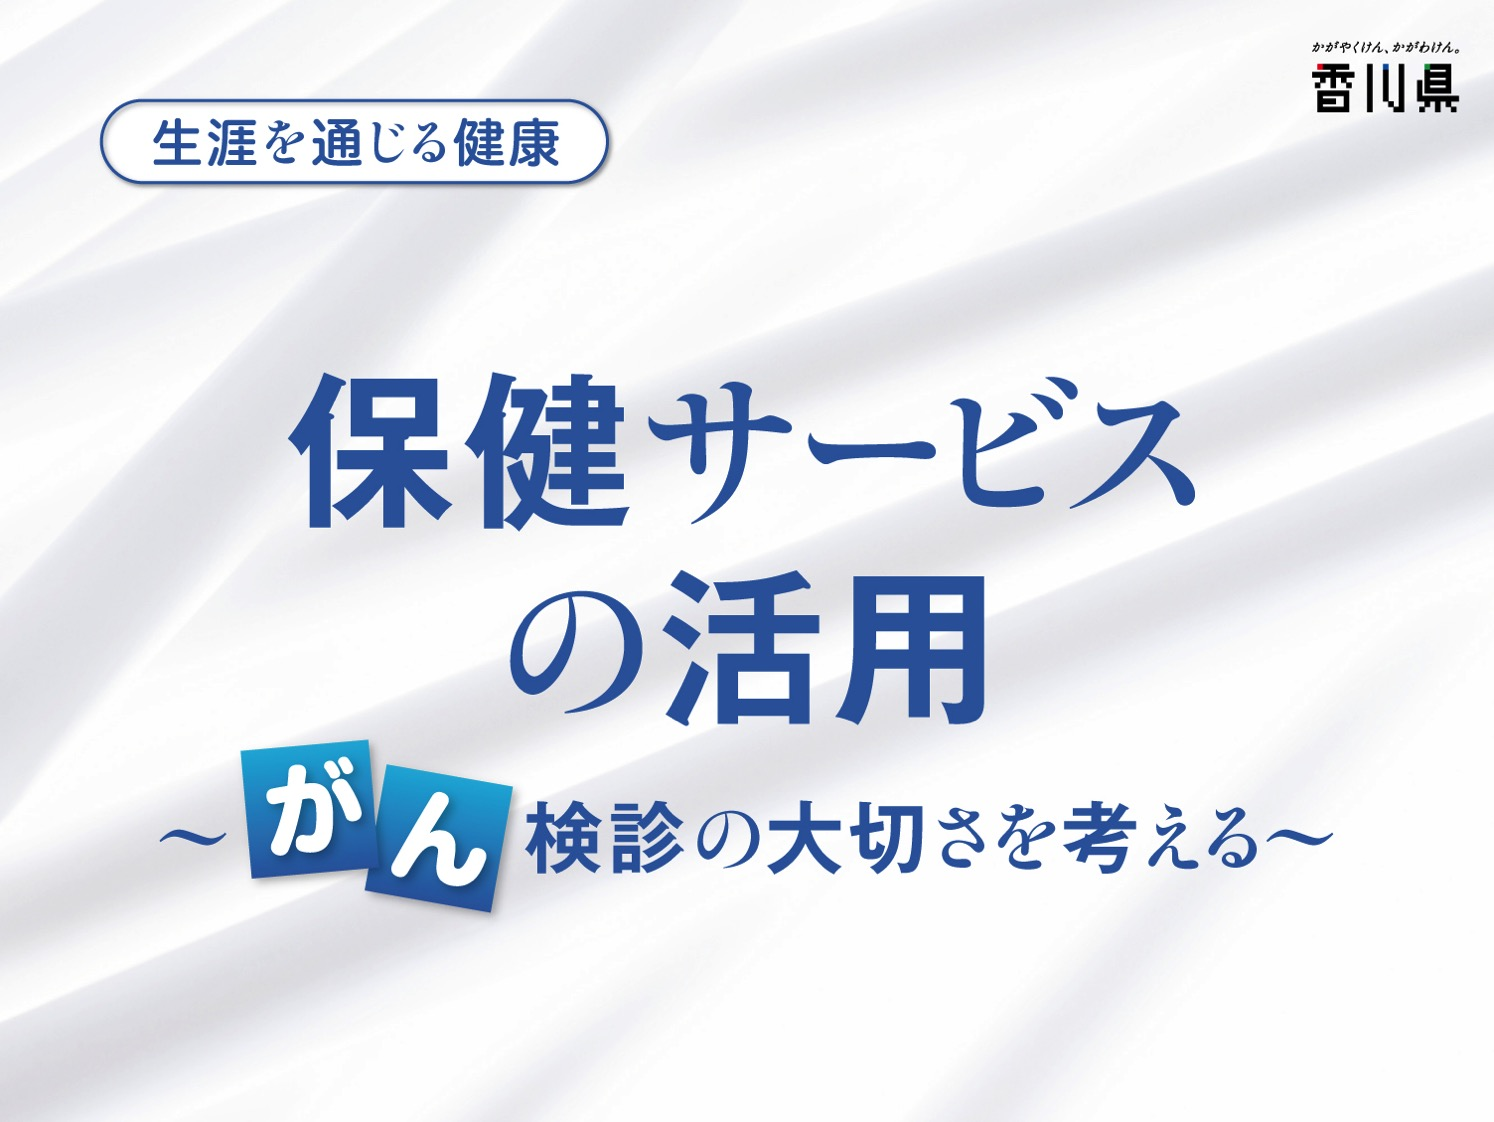 かがやくけん、かがわけん。
香川県
生涯を通じる健康
保健サービス
の活用
～がん検診の大切さを考える～